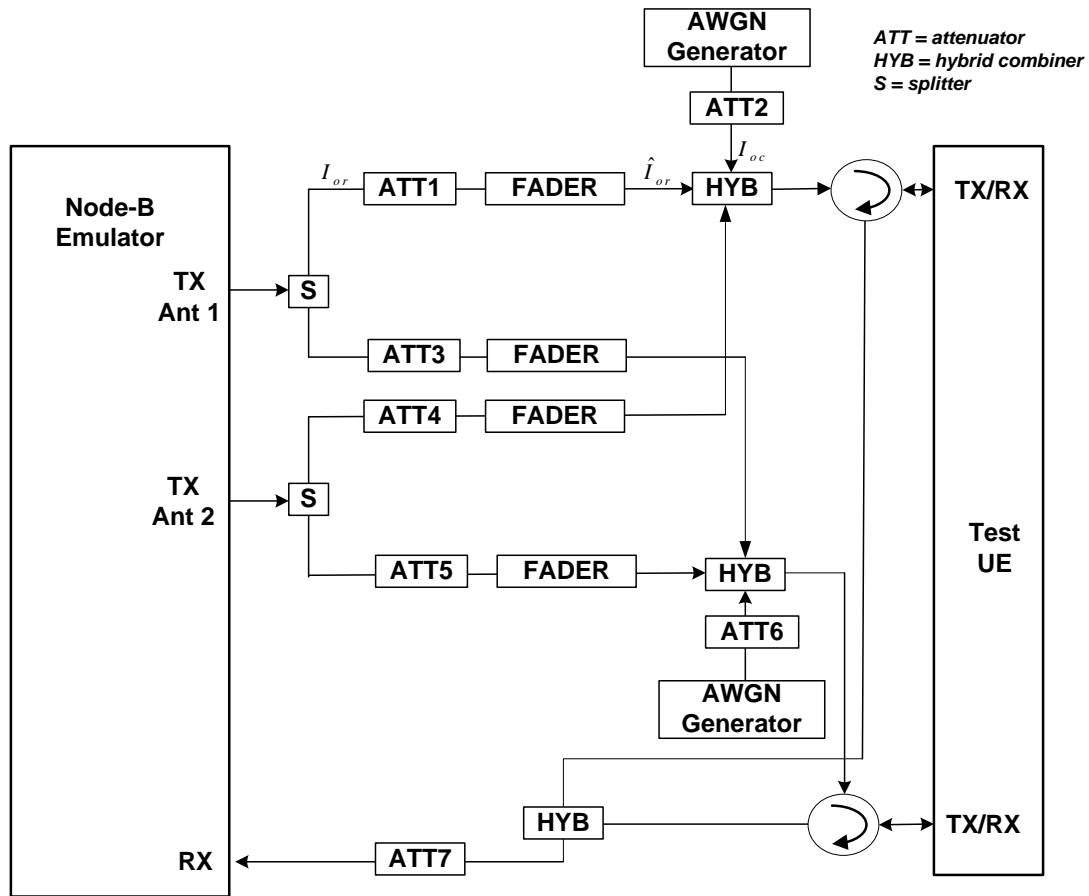 AWGN
Generator
ATT = attenuator
HYB = hybrid combiner
S = splitter
ATT2
I_oc
I_or
ATT1
FADER
Î_or
HYB
TX/RX
Node-B
Emulator
TX
Ant 1
S
ATT3
FADER
ATT4
FADER
TX
Ant 2
S
Test
UE
ATT5
FADER
HYB
ATT6
AWGN
Generator
HYB
TX/RX
RX
ATT7